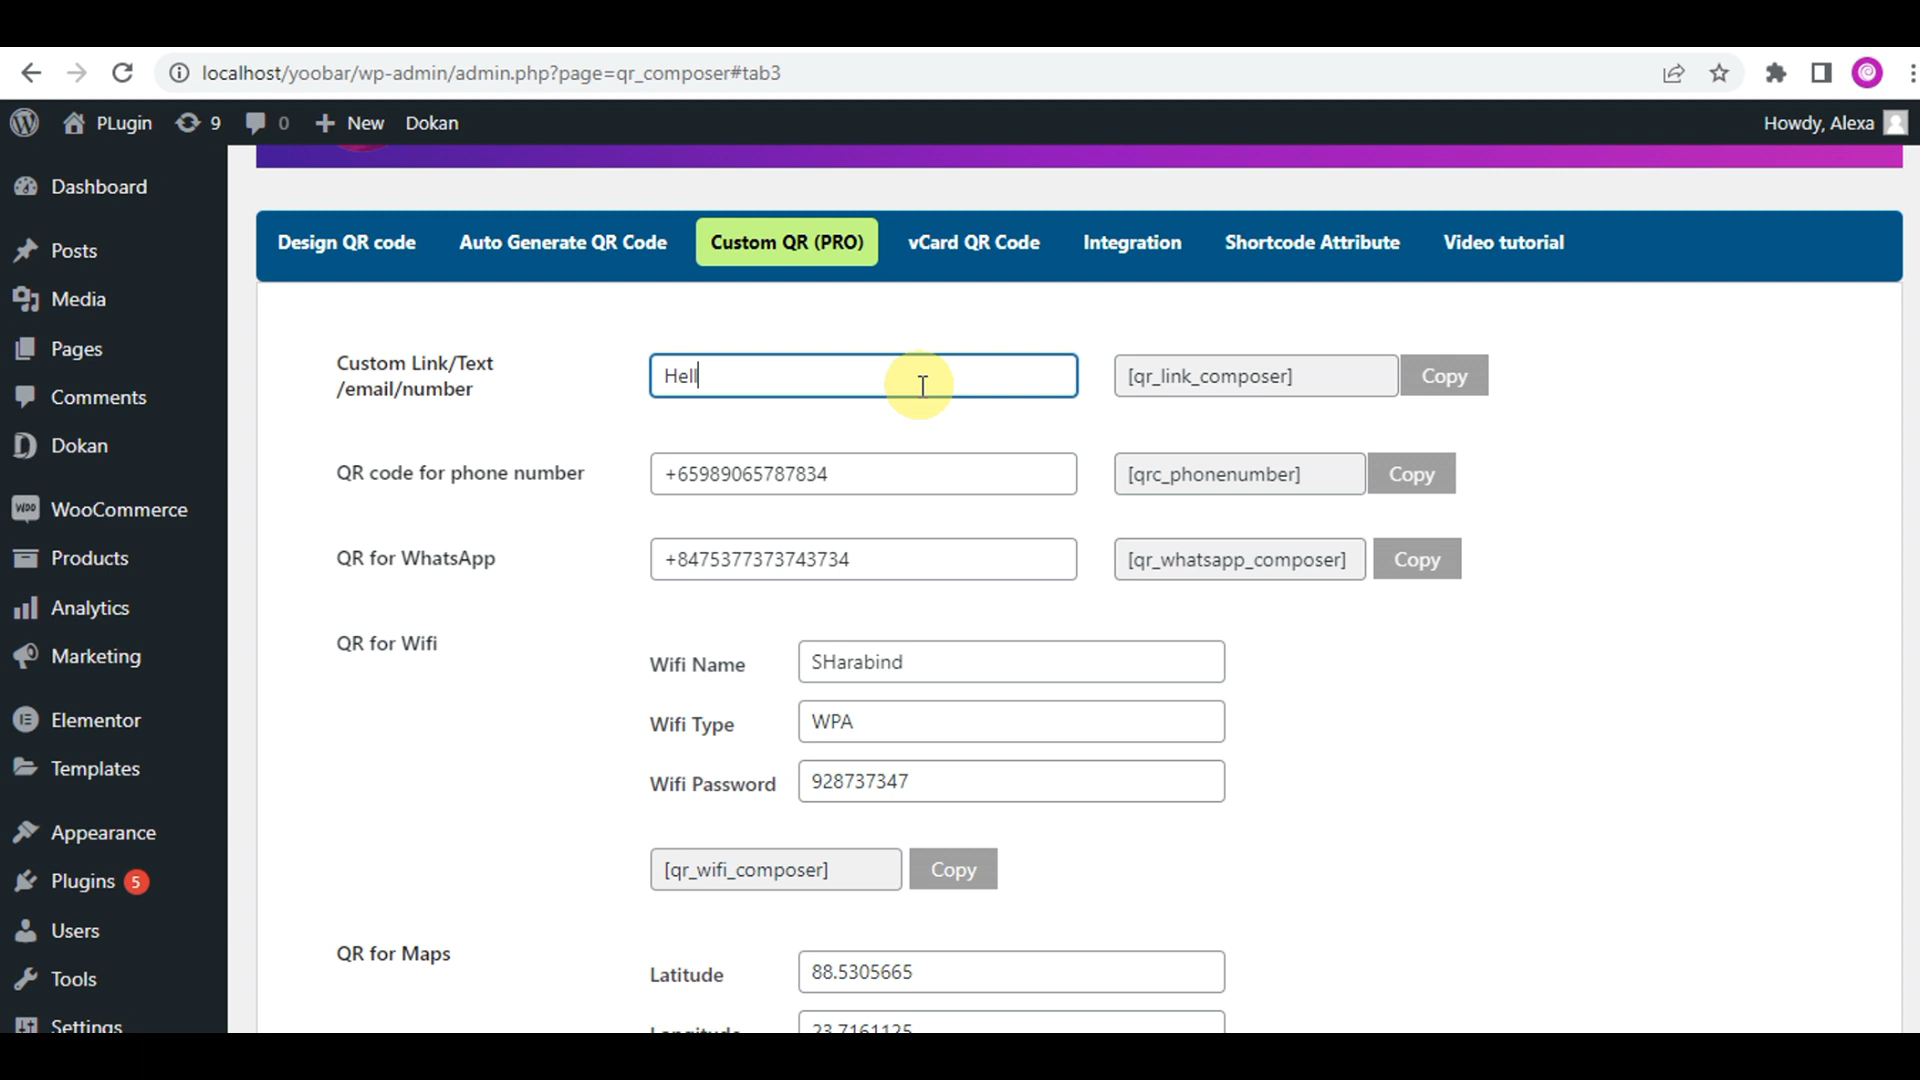 localhost/yoobar/wp-admin/admin.php?page=qr_composer#tab3
PLugin 9 0 New Dokan Howdy, Alexa
Dashboard
Posts
Media
Pages
Comments
Dokan
WooCommerce
Products
Analytics
Marketing
Elementor
Templates
Appearance
Plugins 5
Users
Tools
Settings
Design QR code Auto Generate QR Code Custom QR (PRO) vCard QR Code Integration Shortcode Attribute Video tutorial
Custom Link/Text
/email/number
Hell
[qr_link_composer] Copy
QR code for phone number +65989065787834 [qrc_phonenumber] Copy
QR for WhatsApp +8475377373743734 [qr_whatsapp_composer] Copy
QR for Wifi
Wifi Name SHarabind
Wifi Type WPA
Wifi Password 928737347
[qr_wifi_composer] Copy
QR for Maps
Latitude 88.5305665
Longitude 23.7161125